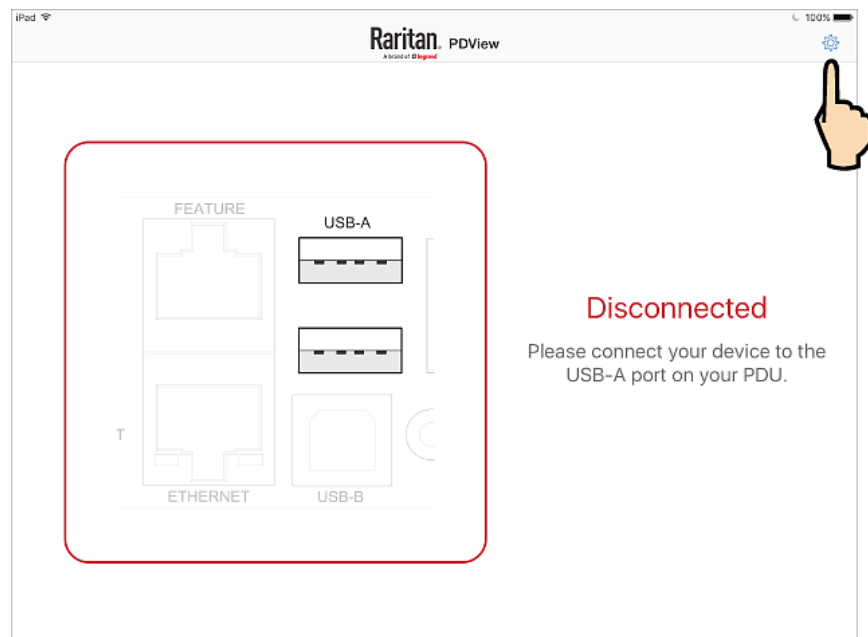 iPad
100%
Raritan. PDView
A brand of legrand
FEATURE
USB-A
Disconnected
Please connect your device to the
USB-A port on your PDU.
T
ETHERNET
USB-B